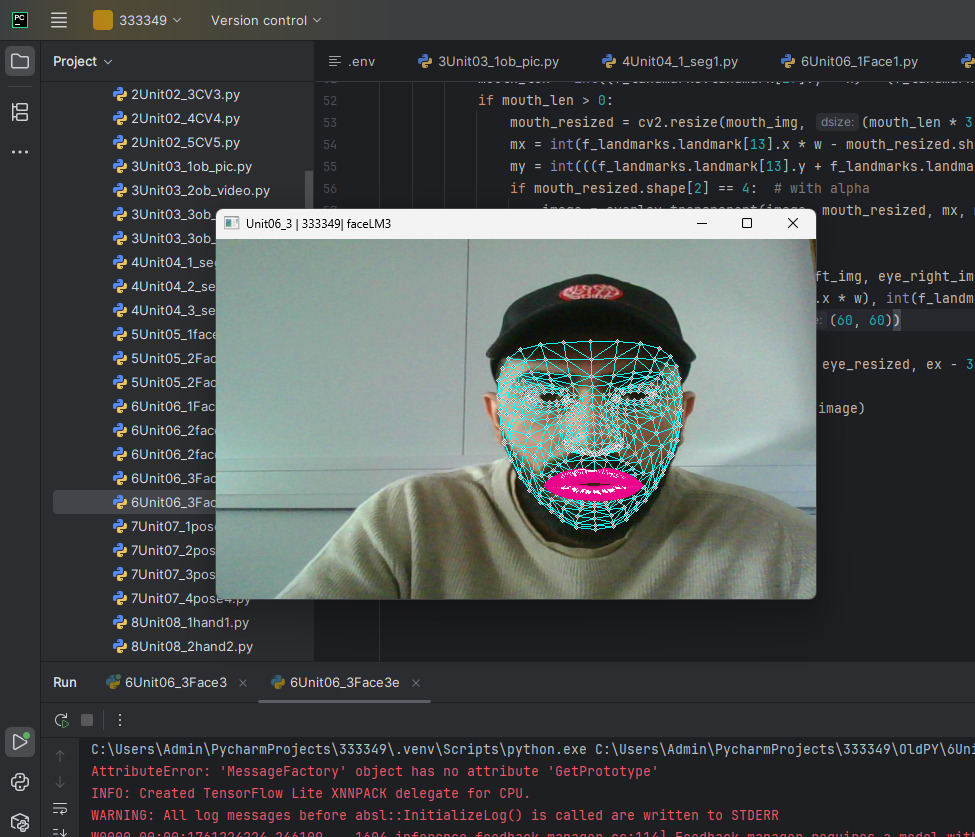 PC
333349
Version control
Project
.env
3Unit03_1ob_pic.py
4Unit04_1_seg1.py
6Unit06_1Face1.py
2Unit02_3CV3.py
2Unit02_4CV4.py
2Unit02_5CV5.py
3Unit03_1ob_pic.py
3Unit03_2ob_video.py
3Unit03_3ob_
3Unit03_3ob_
4Unit04_1_seg
4Unit04_2_se
4Unit04_3_se
5Unit05_1face
5Unit05_2Fac
5Unit05_2Fac
6Unit06_1Fac
6Unit06_2face
6Unit06_2face
6Unit06_3Fac
6Unit06_3Fac
7Unit07_1pose
7Unit07_2pos
7Unit07_3pos
7Unit07_4pose4.py
8Unit08_1hand1.py
8Unit08_2hand2.py
52 if mouth_len > 0:
53 mouth_resized = cv2.resize(mouth_img, dsize: (mouth_len * 3
54 mx = int(f_landmarks.landmark[13].x * w - mouth_resized.sh
55 my = int(((f_landmarks.landmark[13].y + f_landmarks.landma
56 if mouth_resized.shape[2] == 4: # with alpha
mouth_resized, mx,
Unit06_3 | 333349| faceLM3
ft_img, eye_right_im
.x * w), int(f_landm
(60, 60))
eye_resized, ex - 3
image)
Run
6Unit06_3Face3
6Unit06_3Face3e
C:\Users\Admin\PycharmProjects\333349\.venv\Scripts\python.exe C:\Users\Admin\PycharmProjects\333349\OldPY\6Uni
AttributeError: 'MessageFactory' object has no attribute 'GetPrototype'
INFO: Created TensorFlow Lite XNNPACK delegate for CPU.
WARNING: All log messages before absl::InitializeLog() is called are written to STDERR